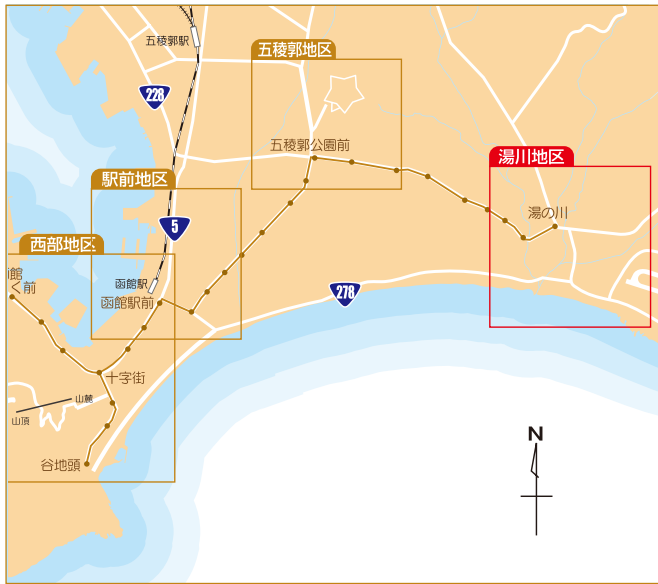 五稜郭駅
五稜郭地区
228
五稜郭公園前
湯川地区
駅前地区
湯の川
5
西部地区
館
前
函館駅
函館駅前
278
十字街
山麓
山頂
谷地頭
N